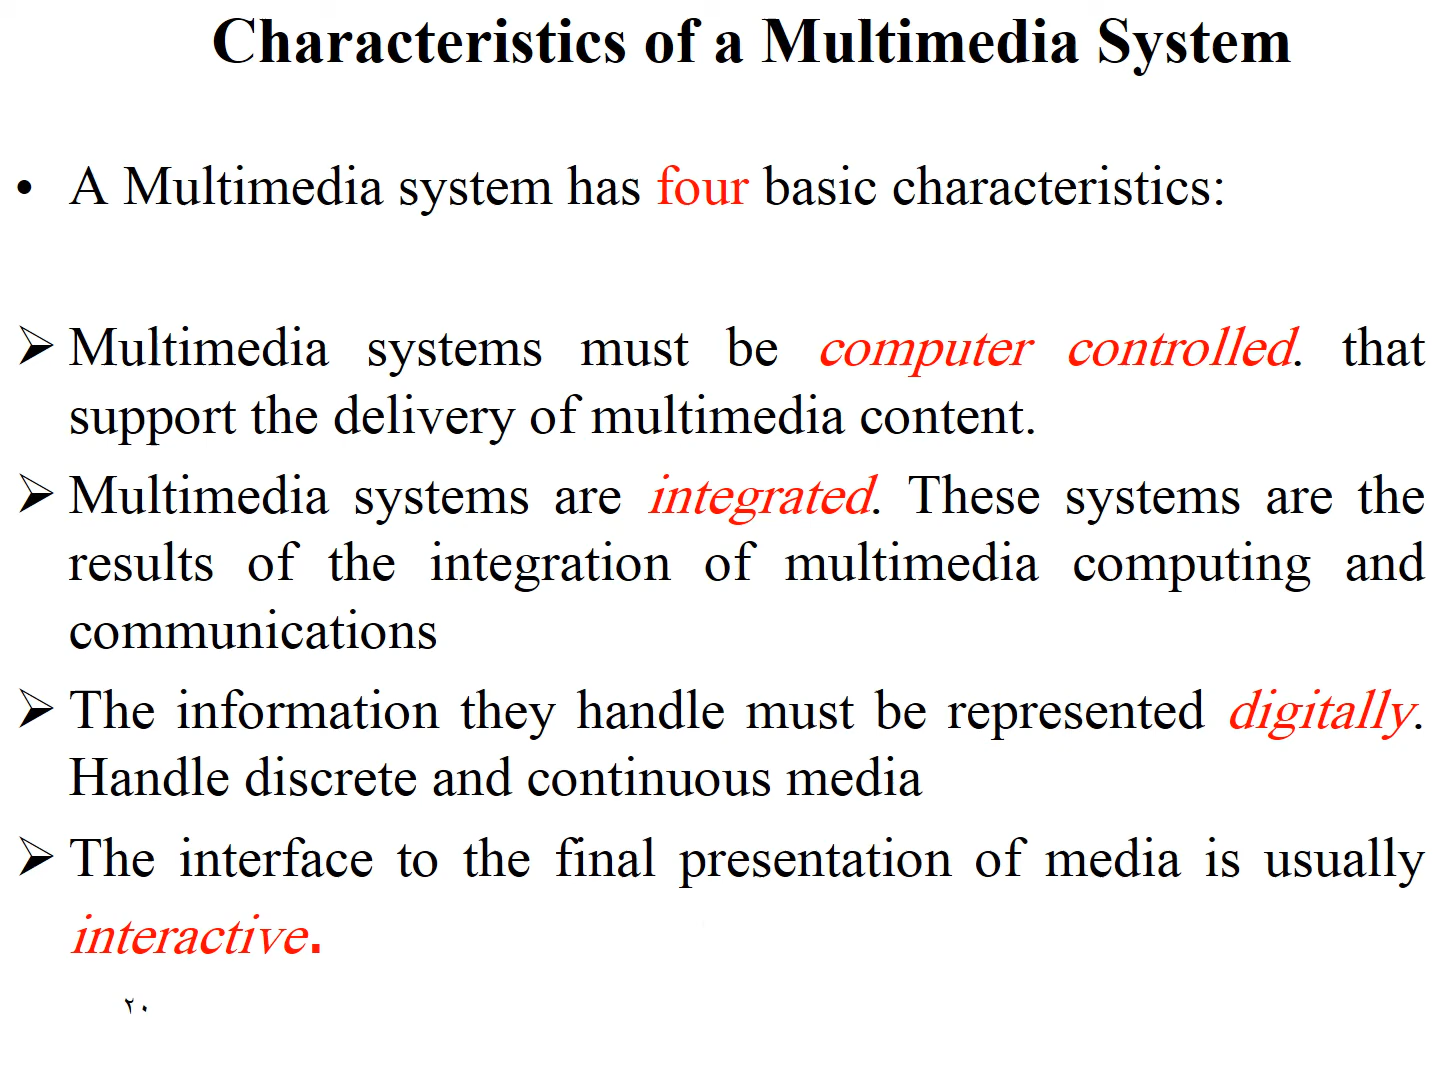 Characteristics of a Multimedia System
• A Multimedia system has four basic characteristics:
➢ Multimedia systems must be computer controlled. that
support the delivery of multimedia content.
➢ Multimedia systems are integrated. These systems are the
results of the integration of multimedia computing and
communications
➢ The information they handle must be represented digitally.
Handle discrete and continuous media
➢ The interface to the final presentation of media is usually
interactive.
٢٠